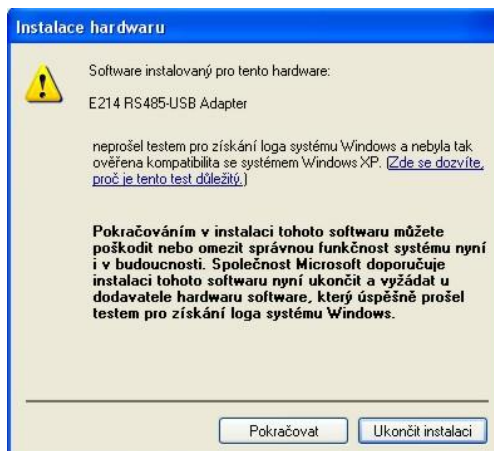 Instalace hardwaru
Software instalovaný pro tento hardware:
E214 RS485-USB Adapter
neprošel testem pro získání loga systému Windows a nebyla tak
ověřena kompatibilita se systémem Windows XP. (Zde se dozvíte,
proč je tento test důležitý.)
Pokračováním v instalaci tohoto softwaru můžete
poškodit nebo omezit správnou funkčnost systému nyní
i v budoucnosti. Společnost Microsoft doporučuje
instalaci tohoto softwaru nyní ukončit a vyžádat u
dodavatele hardwaru software, který úspěšně prošel
testem pro získání loga systému Windows.
Pokračovat
Ukončit instalaci